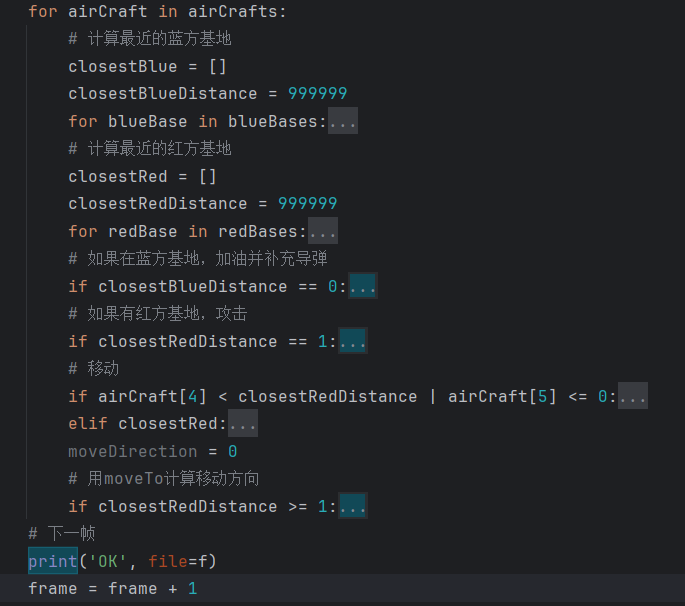 for airCraft in airCrafts:
# 计算最近的蓝方基地
closestBlue = []
closestBlueDistance = 999999
for blueBase in blueBases:...
# 计算最近的红方基地
closestRed = []
closestRedDistance = 999999
for redBase in redBases:...
# 如果在蓝方基地，加油并补充导弹
if closestBlueDistance == 0:...
# 如果有红方基地，攻击
if closestRedDistance == 1:...
# 移动
if airCraft[4] < closestRedDistance | airCraft[5] <= 0:...
elif closestRed:...
moveDirection = 0
# 用moveTo计算移动方向
if closestRedDistance >= 1:...
# 下一帧
print('OK', file=f)
frame = frame + 1